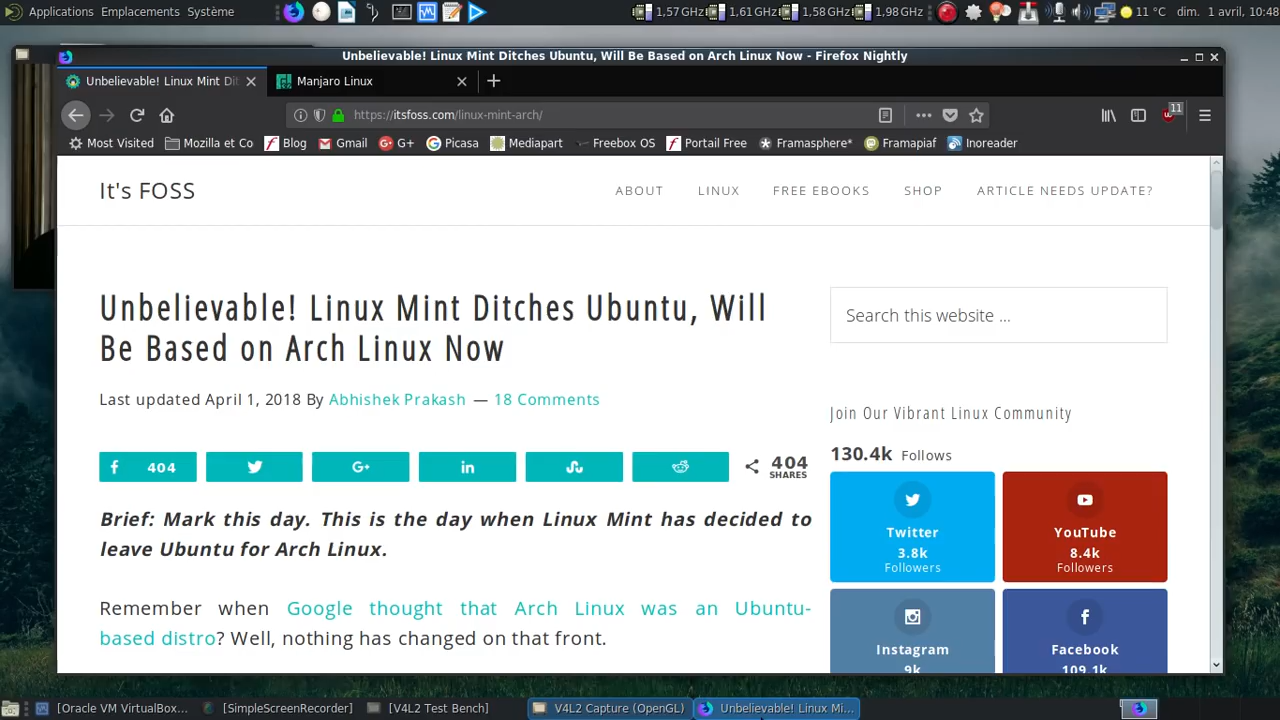 Applications Emplacements Système
1,57 GHz 1,61 GHz 1,58 GHz 1,98 GHz 11 °C dim. 1 avril, 10:48
Unbelievable! Linux Mint Ditches Ubuntu, Will Be Based on Arch Linux Now - Firefox Nightly
Unbelievable! Linux Mint Dit
Manjaro Linux
https://itsfoss.com/linux-mint-arch/
11
Most Visited Mozilla et Co Blog Gmail G+ Picasa Mediapart Freebox OS Portail Free Framasphere* Framapiaf Inoreader
It's FOSS
ABOUT LINUX FREE EBOOKS SHOP ARTICLE NEEDS UPDATE?
Unbelievable! Linux Mint Ditches Ubuntu, Will
Be Based on Arch Linux Now
Last updated April 1, 2018 By Abhishek Prakash — 18 Comments
404
404
SHARES
Brief: Mark this day. This is the day when Linux Mint has decided to
leave Ubuntu for Arch Linux.
Remember when Google thought that Arch Linux was an Ubuntu-
based distro? Well, nothing has changed on that front.
Search this website ...
Join Our Vibrant Linux Community
130.4k Follows
Twitter
3.8k
Followers
YouTube
8.4k
Followers
Instagram
9k
Facebook
109.1k
[Oracle VM VirtualBox... [SimpleScreenRecorder] [V4L2 Test Bench] V4L2 Capture (OpenGL) Unbelievable! Linux Mi...